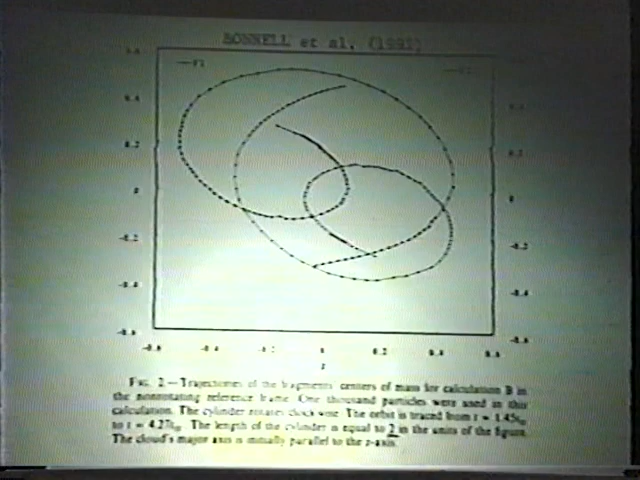 BONNELL et al. (1992)
0.4
0.2
0
-0.2
-0.4
-0.6
0.2
0
-0.2
-0.4
-0.6
-0.6 -0.4 -0.2 0 0.2 0.4 0.6
FIG. 2—Trajectories of the fragments centers of mass for calculation B in
the nonrotating reference frame. One thousand particles were used in this
calculation. The cylinder rotates clockwise. The orbit is traced from t = 1.45
to t = 4.27 The length of the cylinder is equal to 2 in the units of the figure.
The cloud's major axis is initially parallel to the z-axis.